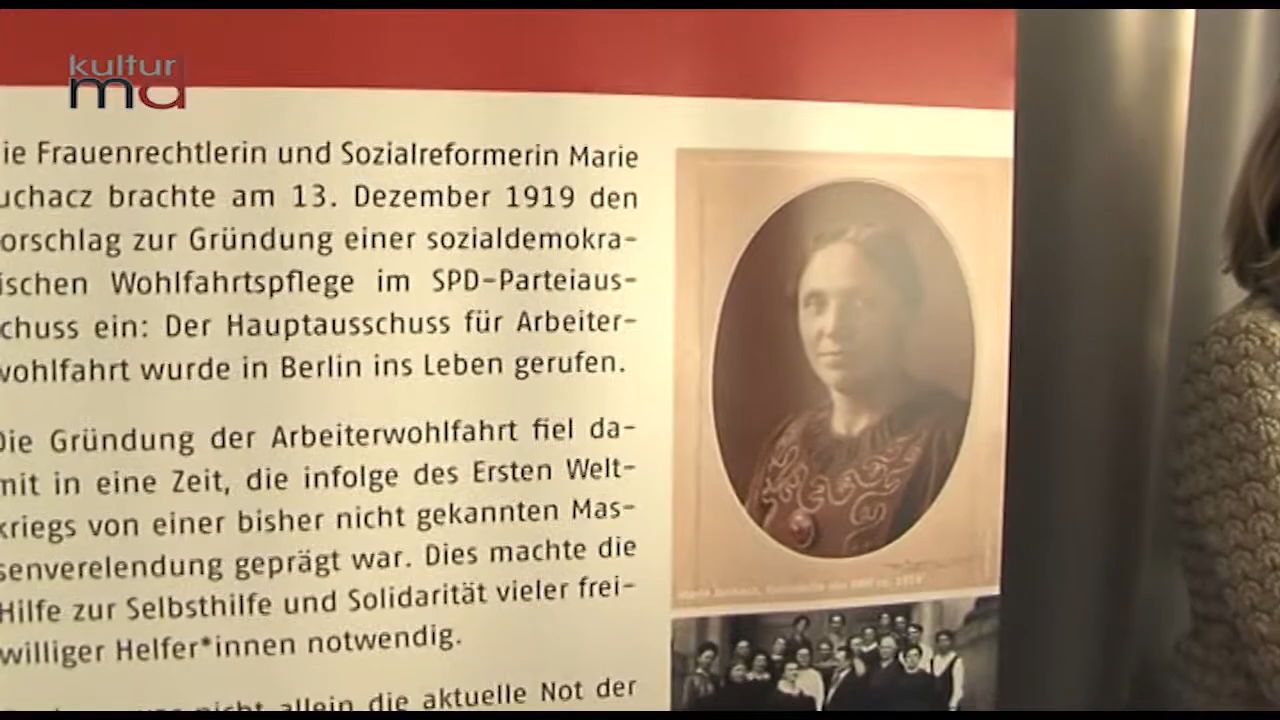 kultur
ma
ie Frauenrechtlerin und Sozialreformerin Marie
uchacz brachte am 13. Dezember 1919 den
orschlag zur Gründung einer sozialdemokra-
ischen Wohlfahrtspflege im SPD-Parteiaus-
chuss ein: Der Hauptausschuss für Arbeiter-
wohlfahrt wurde in Berlin ins Leben gerufen.
Die Gründung der Arbeiterwohlfahrt fiel da-
mit in eine Zeit, die infolge des Ersten Welt-
kriegs von einer bisher nicht gekannten Mas-
senverelendung geprägt war. Dies machte die
Hilfe zur Selbsthilfe und Solidarität vieler frei-
williger Helfer*innen notwendig.
nicht allein die aktuelle Not der